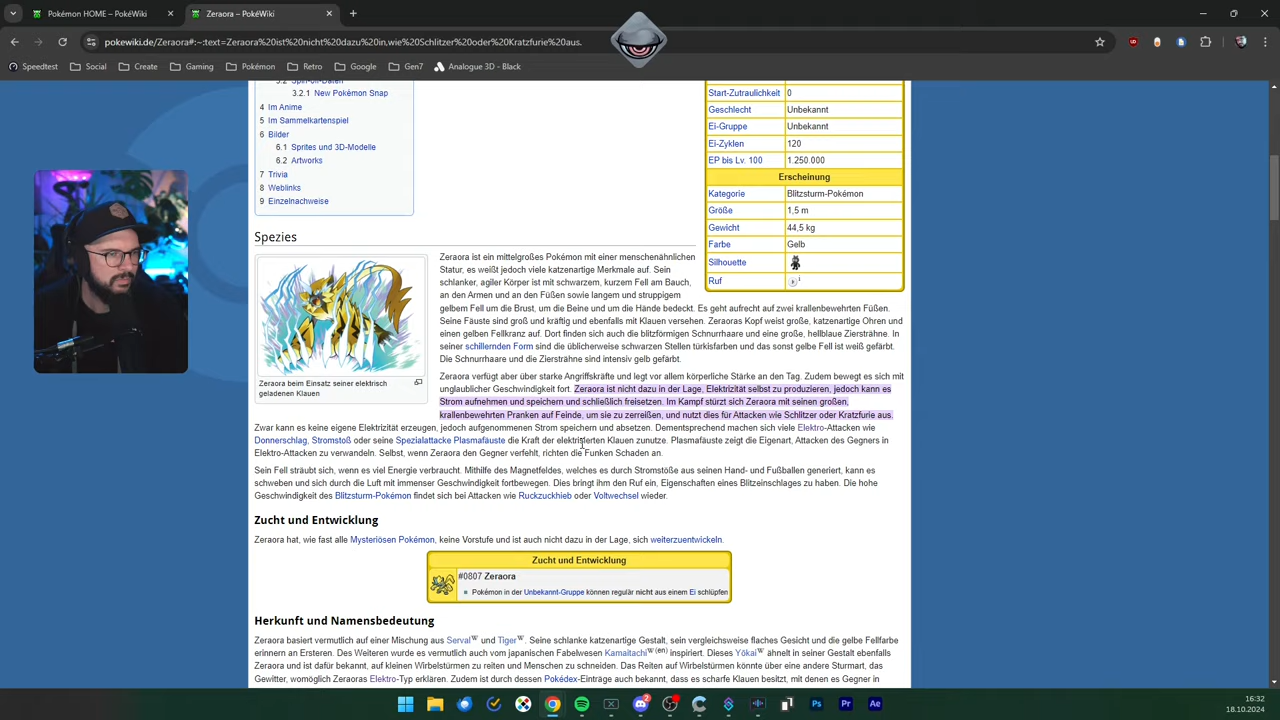 Pokémon HOME – PokéWiki
Zeraora – PokéWiki
pokewiki.de/Zeraora#:~:text=Zeraora%20ist%20nicht%20dazu%20in,wie%20Schlitzer%20oder%20Kratzfurie%20aus.
Speedtest Social Create Gaming Pokémon Retro Google Gen7 Analogue 3D - Black
3.2 Spin-off-Daten
3.2.1 New Pokémon Snap
4 Im Anime
5 Im Sammelkartenspiel
6 Bilder
6.1 Sprites und 3D-Modelle
6.2 Artworks
7 Trivia
8 Weblinks
9 Einzelnachweise
Start-Zutraulichkeit 0
Geschlecht Unbekannt
Ei-Gruppe Unbekannt
Ei-Zyklen 120
EP bis Lv. 100 1.250.000
Erscheinung
Kategorie Blitzsturm-Pokémon
Größe 1,5 m
Gewicht 44,5 kg
Farbe Gelb
Silhouette
Ruf i
Spezies
Zeraora beim Einsatz seiner elektrisch
geladenen Klauen
Zeraora ist ein mittelgroßes Pokémon mit einer menschenähnlichen
Statur, es weißt jedoch viele katzenartige Merkmale auf. Sein
schlanker, agiler Körper ist mit schwarzem, kurzem Fell am Bauch,
an den Armen und an den Füßen sowie langem und struppigem
gelbem Fell um die Brust, um die Beine und um die Hände bedeckt. Es geht aufrecht auf zwei krallenbewehrten Füßen.
Seine Fäuste sind groß und kräftig und ebenfalls mit Klauen versehen. Zeraoras Kopf weist große, katzenartige Ohren und
einen gelben Fellkranz auf. Dort finden sich auch die blitzförmigen Schnurrhaare und eine große, hellblaue Ziersträhne. In
seiner schillernden Form sind die üblicherweise schwarzen Stellen türkisfarben und das sonst gelbe Fell ist weiß gefärbt.
Die Schnurrhaare und die Ziersträhne sind intensiv gelb gefärbt.
Zeraora verfügt aber über starke Angriffskräfte und legt vor allem körperliche Stärke an den Tag. Zudem bewegt es sich mit
unglaublicher Geschwindigkeit fort. Zeraora ist nicht dazu in der Lage, Elektrizität selbst zu produzieren, jedoch kann es
Strom aufnehmen und speichern und schließlich freisetzen. Im Kampf stürzt sich Zeraora mit seinen großen,
krallenbewehrten Pranken auf Feinde, um sie zu zerreißen, und nutzt dies für Attacken wie Schlitzer oder Kratzfurie aus.
Zwar kann es keine eigene Elektrizität erzeugen, jedoch aufgenommenen Strom speichern und absetzen. Dementsprechend machen sich viele Elektro-Attacken wie
Donnerschlag, Stromstoß oder seine Spezialattacke Plasmafäuste die Kraft der elektrisierten Klauen zunutze. Plasmafäuste zeigt die Eigenart, Attacken des Gegners in
Elektro-Attacken zu verwandeln. Selbst, wenn Zeraora den Gegner verfehlt, richten die Funken Schaden an.
Sein Fell sträubt sich, wenn es viel Energie verbraucht. Mithilfe des Magnetfeldes, welches es durch Stromstöße aus seinen Hand- und Fußballen generiert, kann es
schweben und sich durch die Luft mit immenser Geschwindigkeit fortbewegen. Dies bringt ihm den Ruf ein, Eigenschaften eines Blitzeinschlages zu haben. Die hohe
Geschwindigkeit des Blitzsturm-Pokémon findet sich bei Attacken wie Ruckzuckhieb oder Voltwechsel wieder.
Zucht und Entwicklung
Zeraora hat, wie fast alle Mysteriösen Pokémon, keine Vorstufe und ist auch nicht dazu in der Lage, sich weiterzuentwickeln.
Zucht und Entwicklung
#0807 Zeraora
Pokémon in der Unbekannt-Gruppe können regulär nicht aus einem Ei schlüpfen
Herkunft und Namensbedeutung
Zeraora basiert vermutlich auf einer Mischung aus Serval W und Tiger W. Seine schlanke katzenartige Gestalt, sein vergleichsweise flaches Gesicht und die gelbe Fellfarbe
erinnern an Ersteren. Des Weiteren wurde es vermutlich auch vom japanischen Fabelwesen Kamaitachi W (en) inspiriert. Dieses Yōkai W ähnelt in seiner Gestalt ebenfalls
Zeraora und ist dafür bekannt, auf kleinen Wirbelstürmen zu reiten und Menschen zu schneiden. Das Reiten auf Wirbelstürmen könnte über eine andere Sturmart, das
Gewitter, womöglich Zeraoras Elektro-Typ erklären. Zudem ist durch dessen Pokédex-Einträge auch bekannt, dass es scharfe Klauen besitzt, mit denen es Gegner in
2
Ps Pr Ae
16:32
18.10.2024